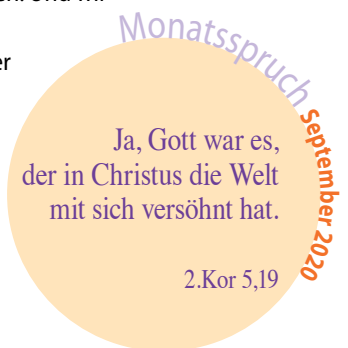 Monatsspruch
September 2020
Ja, Gott war es,
der in Christus die Welt
mit sich versöhnt hat.
2.Kor 5,19